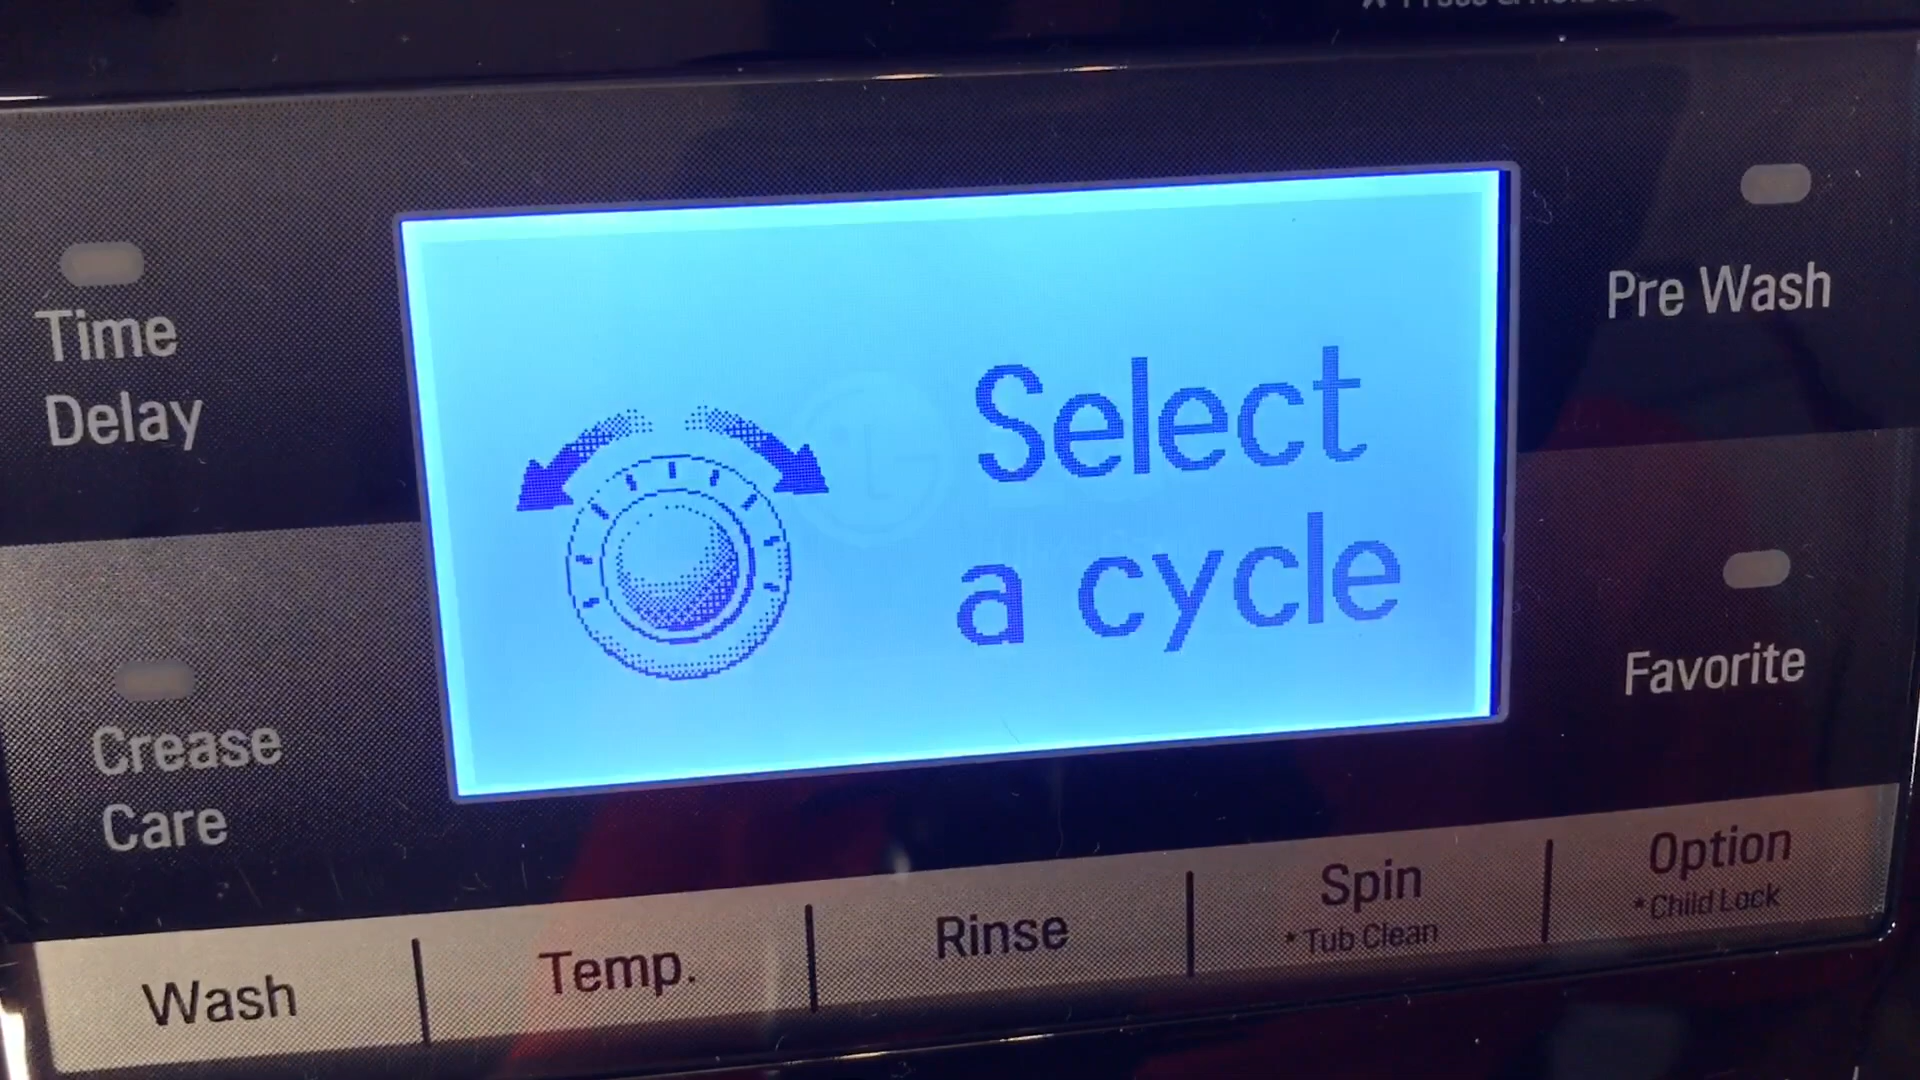 Time
Delay
Crease
Care
Select
a cycle
Pre Wash
Favorite
Wash
Temp.
Rinse
Spin
*Tub Clean
Option
*Child Lock